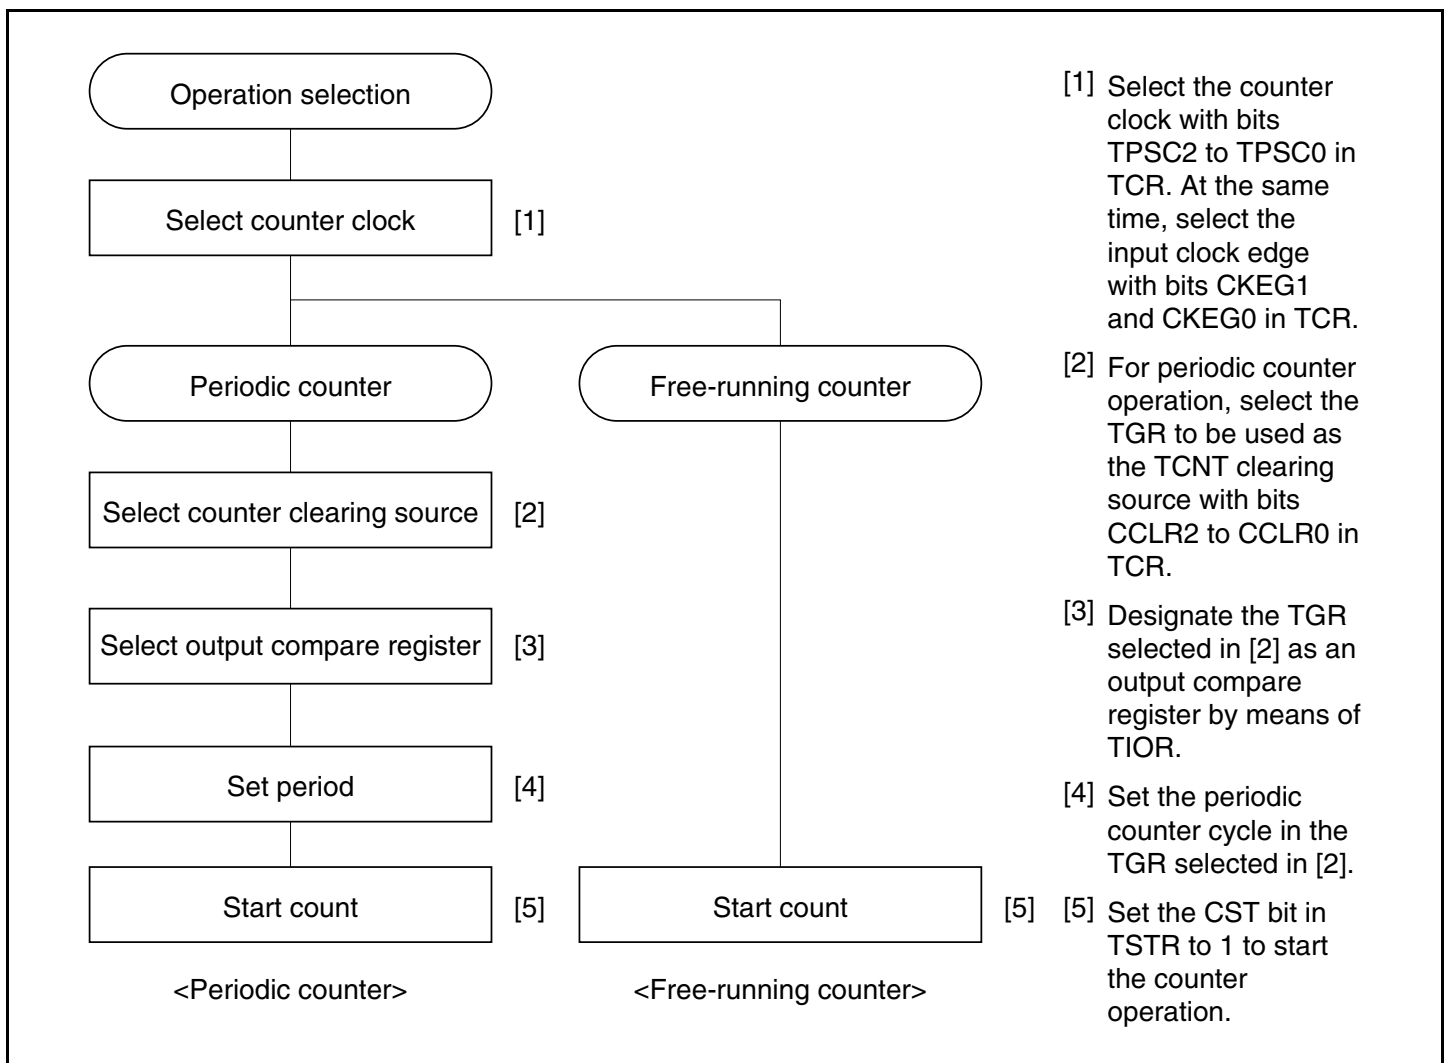 Operation selection
Select counter clock [1]
Periodic counter
Free-running counter
Select counter clearing source [2]
Select output compare register [3]
Set period [4]
Start count [5]
Start count [5]
<Periodic counter>
<Free-running counter>
[1] Select the counter
clock with bits
TPSC2 to TPSC0 in
TCR. At the same
time, select the
input clock edge
with bits CKEG1
and CKEG0 in TCR.
[2] For periodic counter
operation, select the
TGR to be used as
the TCNT clearing
source with bits
CCLR2 to CCLR0 in
TCR.
[3] Designate the TGR
selected in [2] as an
output compare
register by means of
TIOR.
[4] Set the periodic
counter cycle in the
TGR selected in [2].
[5] Set the CST bit in
TSTR to 1 to start
the counter
operation.